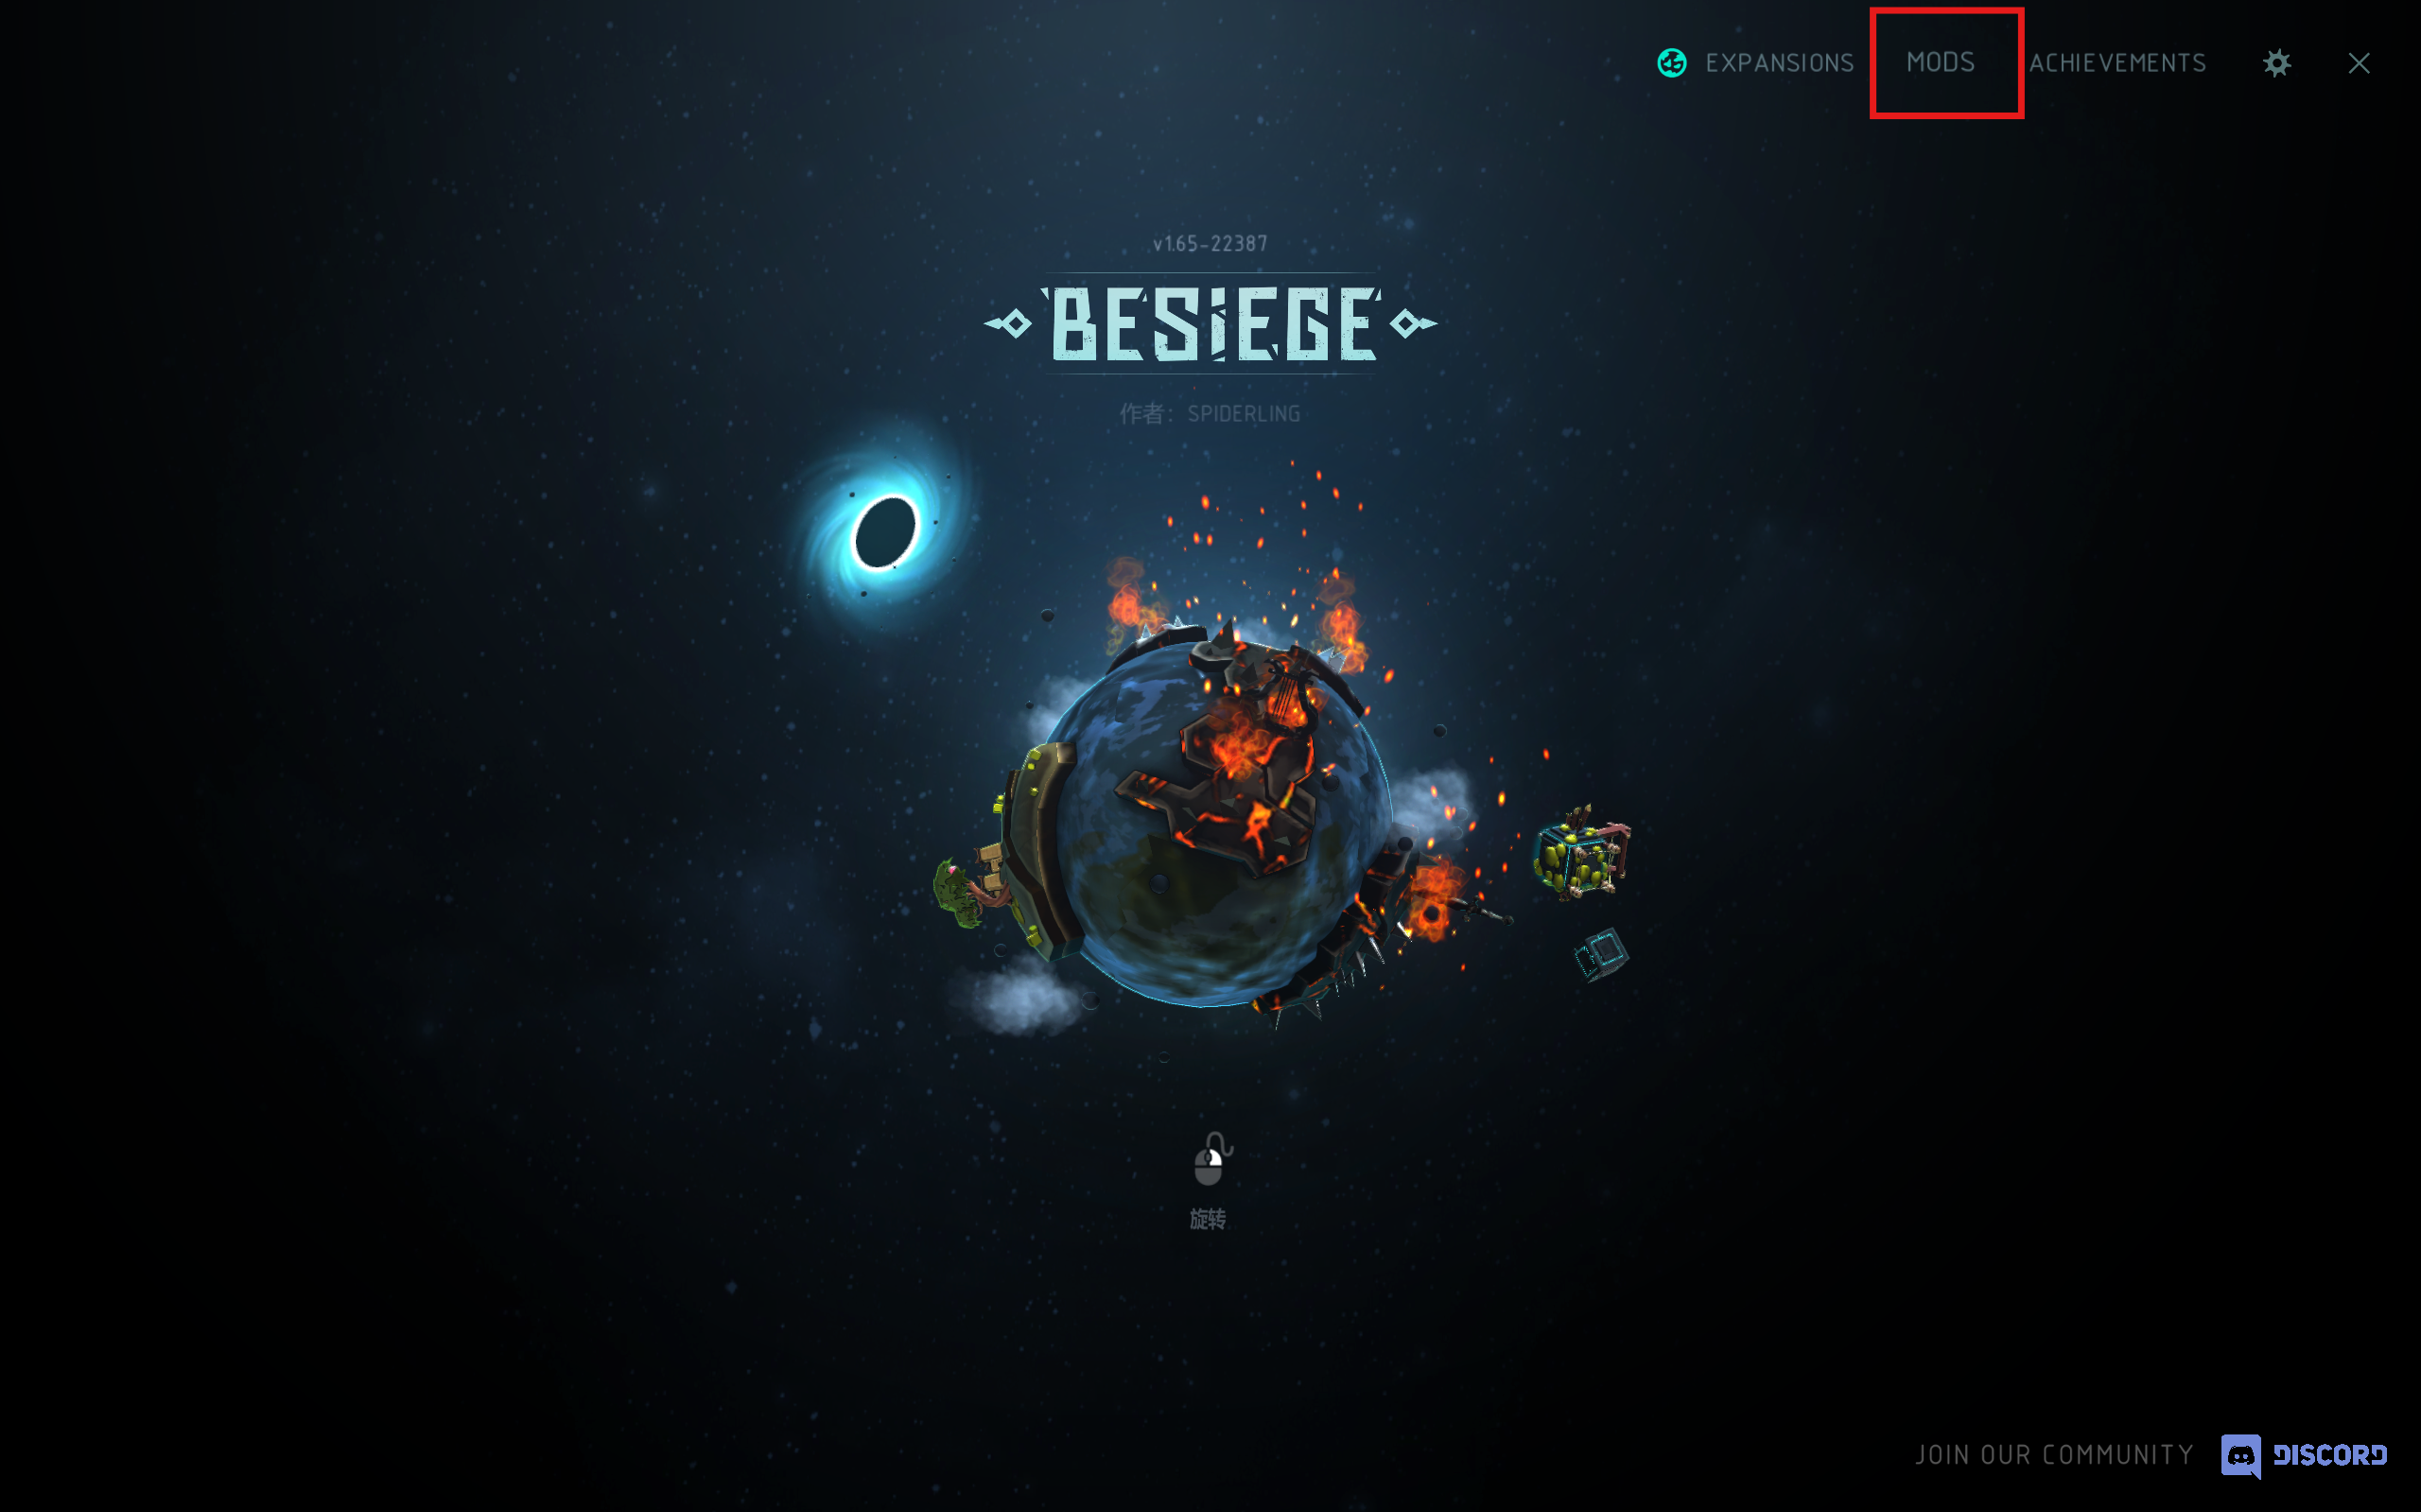 EXPANSIONS MODS ACHIEVEMENTS
v1.65-22387
BESIEGE
作者：SPIDERLING
旋转
JOIN OUR COMMUNITY DISCORD